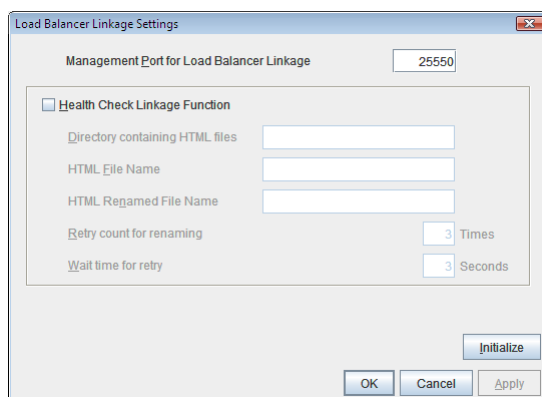 Load Balancer Linkage Settings
Management Port for Load Balancer Linkage 25550
Health Check Linkage Function
Directory containing HTML files
HTML File Name
HTML Renamed File Name
Retry count for renaming 3 Times
Wait time for retry 3 Seconds
Initialize
OK Cancel Apply